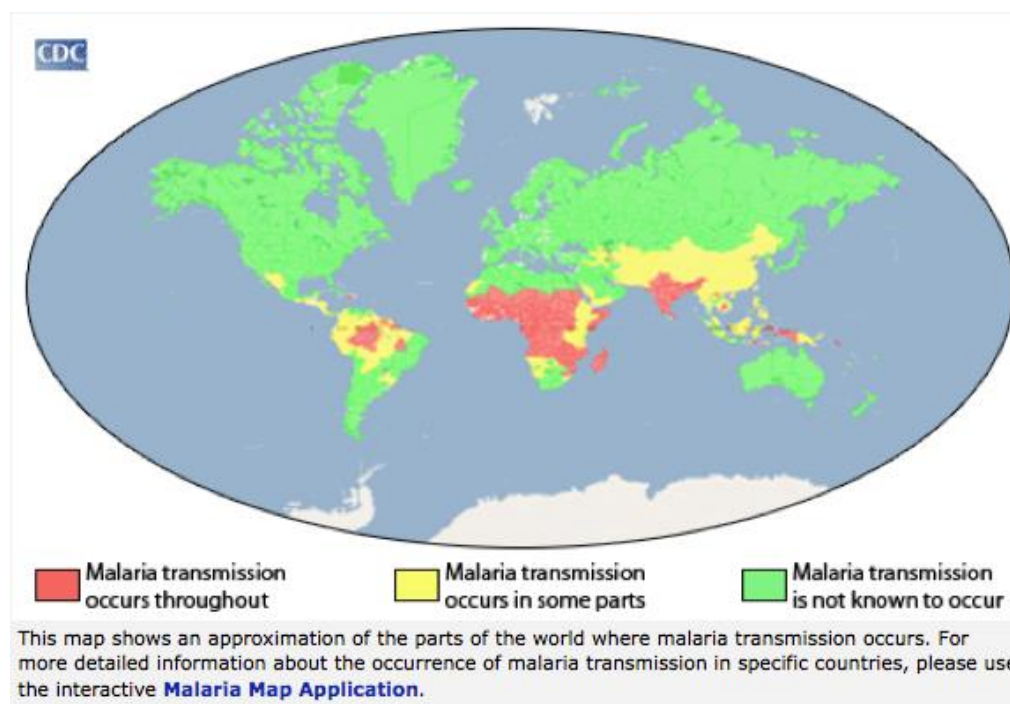 CDC
Malaria transmission
occurs throughout
Malaria transmission
occurs in some parts
Malaria transmission
is not known to occur
This map shows an approximation of the parts of the world where malaria transmission occurs. For
more detailed information about the occurrence of malaria transmission in specific countries, please use
the interactive Malaria Map Application.